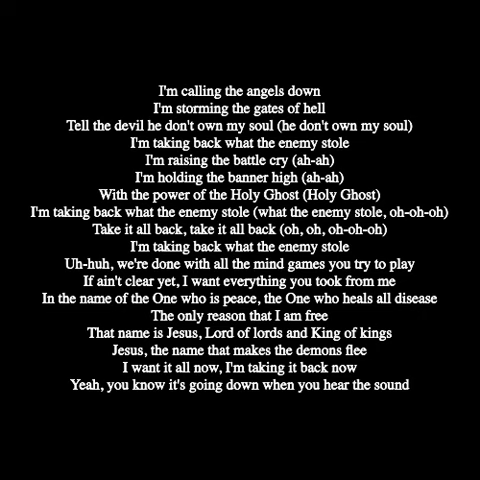 I'm calling the angels down
I'm storming the gates of hell
Tell the devil he don't own my soul (he don't own my soul)
I'm taking back what the enemy stole
I'm raising the battle cry (ah-ah)
I'm holding the banner high (ah-ah)
With the power of the Holy Ghost (Holy Ghost)
I'm taking back what the enemy stole (what the enemy stole, oh-oh-oh)
Take it all back, take it all back (oh, oh, oh-oh-oh)
I'm taking back what the enemy stole
Uh-huh, we're done with all the mind games you try to play
If ain't clear yet, I want everything you took from me
In the name of the One who is peace, the One who heals all disease
The only reason that I am free
That name is Jesus, Lord of lords and King of kings
Jesus, the name that makes the demons flee
I want it all now, I'm taking it back now
Yeah, you know it's going down when you hear the sound